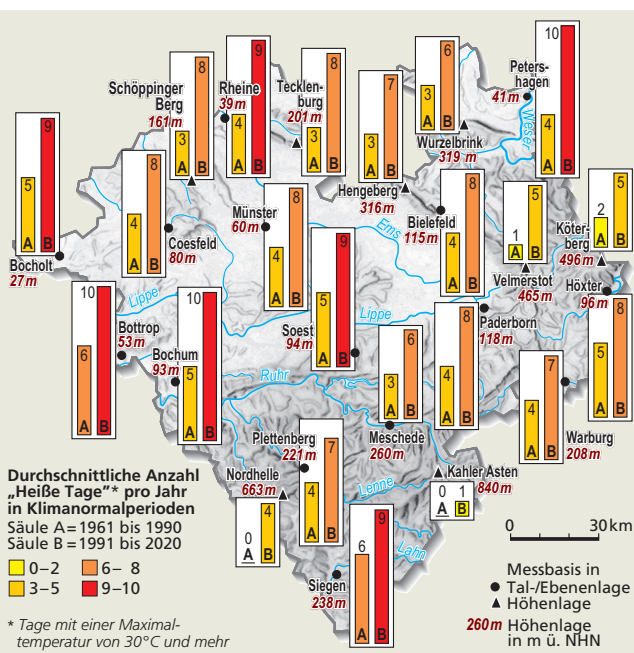 10
9
8
6
Peters-
hagen
41 m
4
A
B
Schöppinger
Berg
161 m
8
3
A
B
Rheine
39 m
9
4
A
B
Tecklen-
burg
201 m
8
3
A
B
7
3
A
B
Hengeberg
316 m
3
A
B
Wurzelbrink
319 m
Weser
9
5
A
B
Bocholt
27 m
8
4
A
B
Coesfeld
80 m
Münster
60 m
8
4
A
B
Ems
Bielefeld
115 m
8
4
A
B
5
1
A
B
Velmerstot
465 m
Köter-
berg
496 m
5
2
A
B
Höxter
96 m
8
5
A
B
Lippe
10
6
A
B
Bottrop
53 m
Bochum
93 m
10
5
A
B
Soest
94 m
9
5
A
B
Lippe
Paderborn
118 m
8
4
A
B
6
3
A
B
Meschede
260 m
7
4
A
B
Warburg
208 m
Ruhr
Plettenberg
221 m
7
4
A
B
Nordhelle
663 m
4
0
A
B
Lenne
Kahler Asten
840 m
0
1
A
B
Lahn
9
6
A
B
Siegen
238 m
Durchschnittliche Anzahl
„Heiße Tage"* pro Jahr
in Klimanormalperioden
Säule A=1961 bis 1990
Säule B=1991 bis 2020
0–2
6– 8
3–5
9–10
* Tage mit einer Maximal-
temperatur von 30°C und mehr
0
30 km
Messbasis in
Tal-/Ebenenlage
Höhenlage
260 m Höhenlage
in m ü. NHN